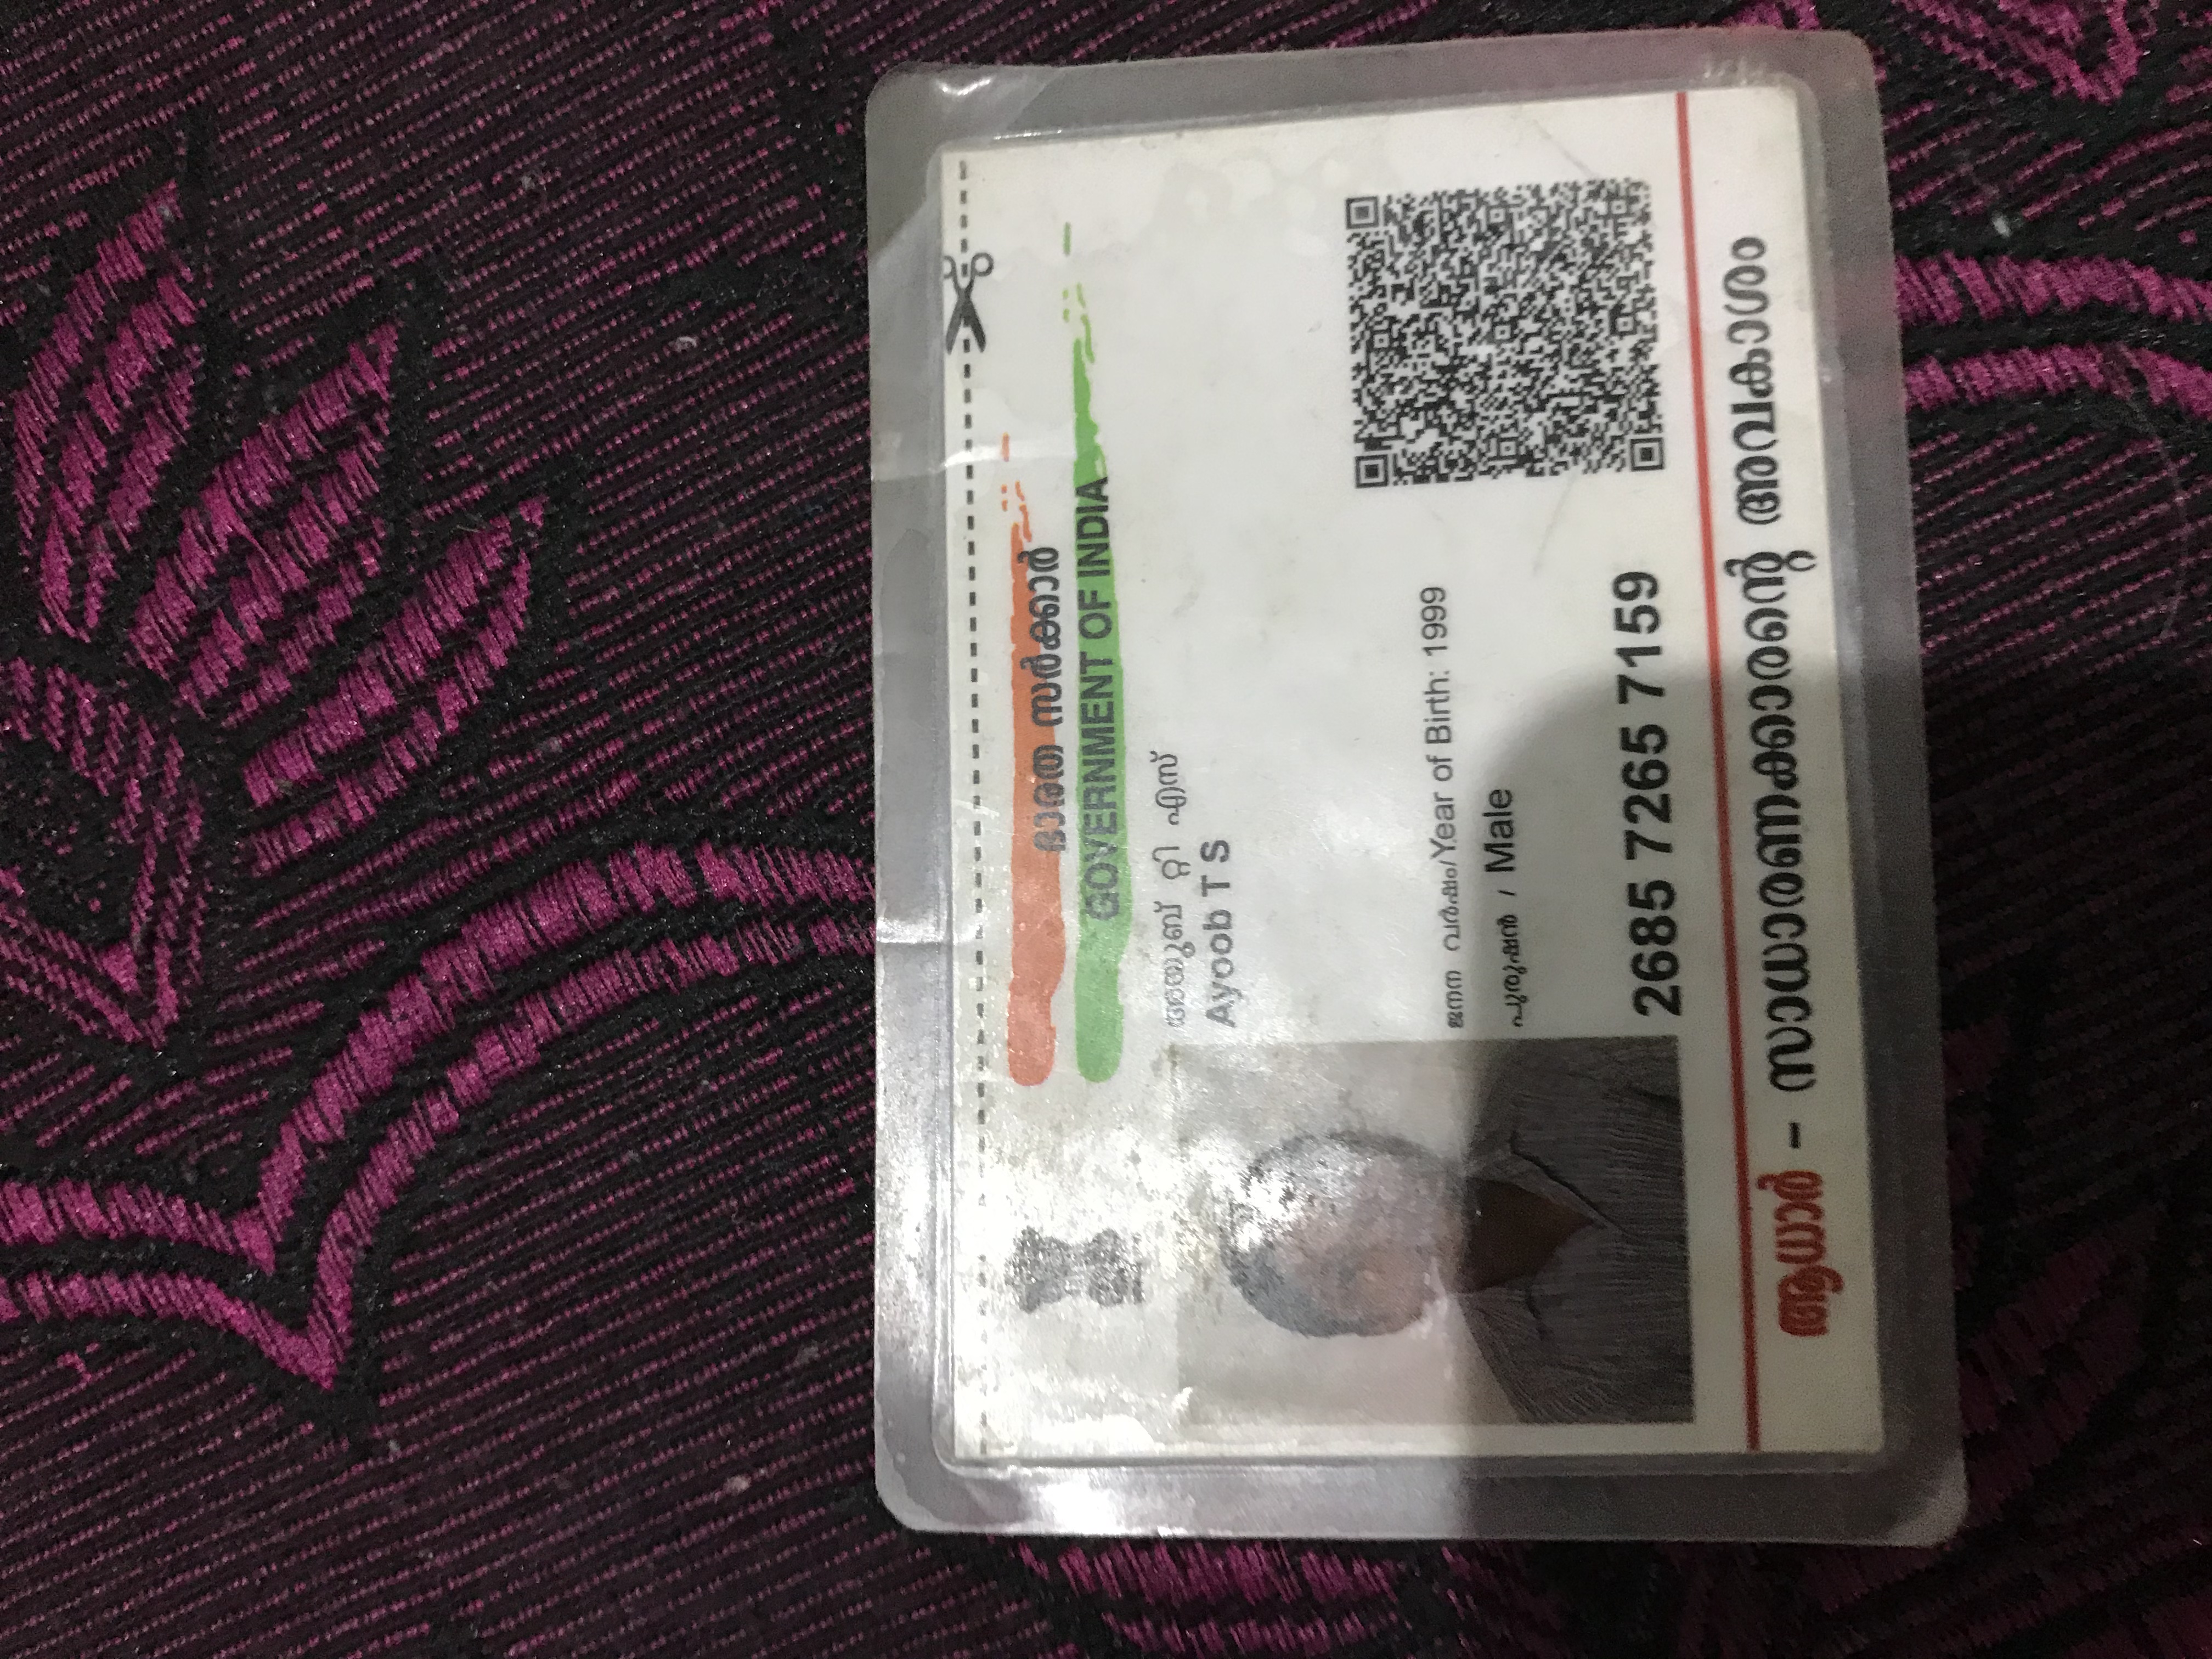 ഭാരത സർക്കാർ
GOVERNMENT OF INDIA
അയൂബ് റ്റി എസ്
Ayoob T S
ജനന വർഷം/Year of Birth: 1999
പുരുഷൻ / Male
2685 7265 7159
ആധാർ - സാധാരണക്കാരന്റെ അവകാശം